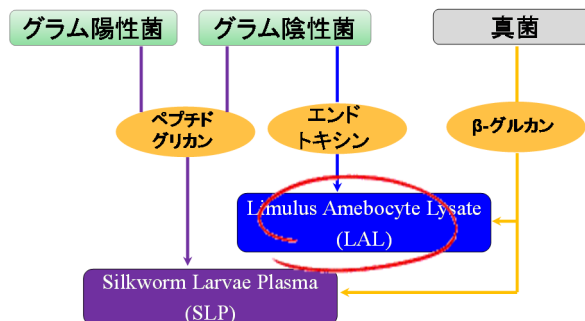 グラム陽性菌
グラム陰性菌
真菌
ペプチド
グリカン
エンド
トキシン
β-グルカン
Limulus Amebocyte Lysate
(LAL)
Silkworm Larvae Plasma
(SLP)